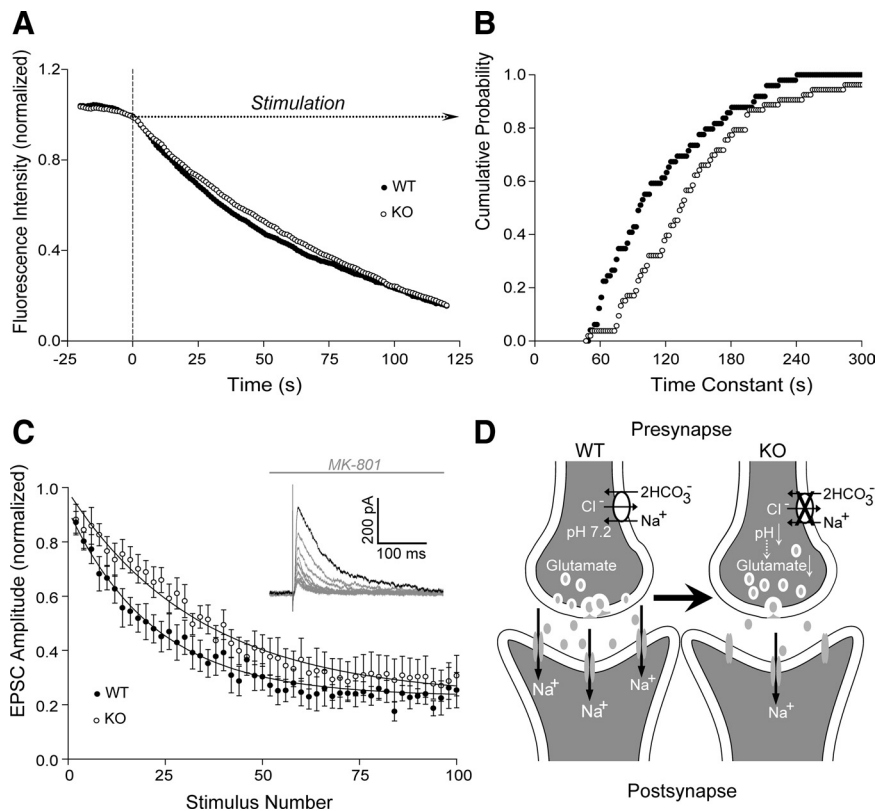 A
Fluorescence Intensity (normalized)
1.2
0.8
0.4
0.0
Stimulation
WT
KO
-25 0 25 50 75 100 125
Time (s)
B
Cumulative Probability
1.0
0.8
0.6
0.4
0.2
0.0
0 60 120 180 240 300
Time Constant (s)
C
EPSC Amplitude (normalized)
1.0
0.8
0.6
0.4
0.2
0.0
MK-801
200 pA
100 ms
WT
KO
0 25 50 75 100
Stimulus Number
D
Presynapse
WT KO
2HCO3-
Cl-
Na+
pH 7.2
Glutamate
Na+ Na+ Na+
2HCO3-
Cl-
Na+
pH
Glutamate
Na+
Postsynapse